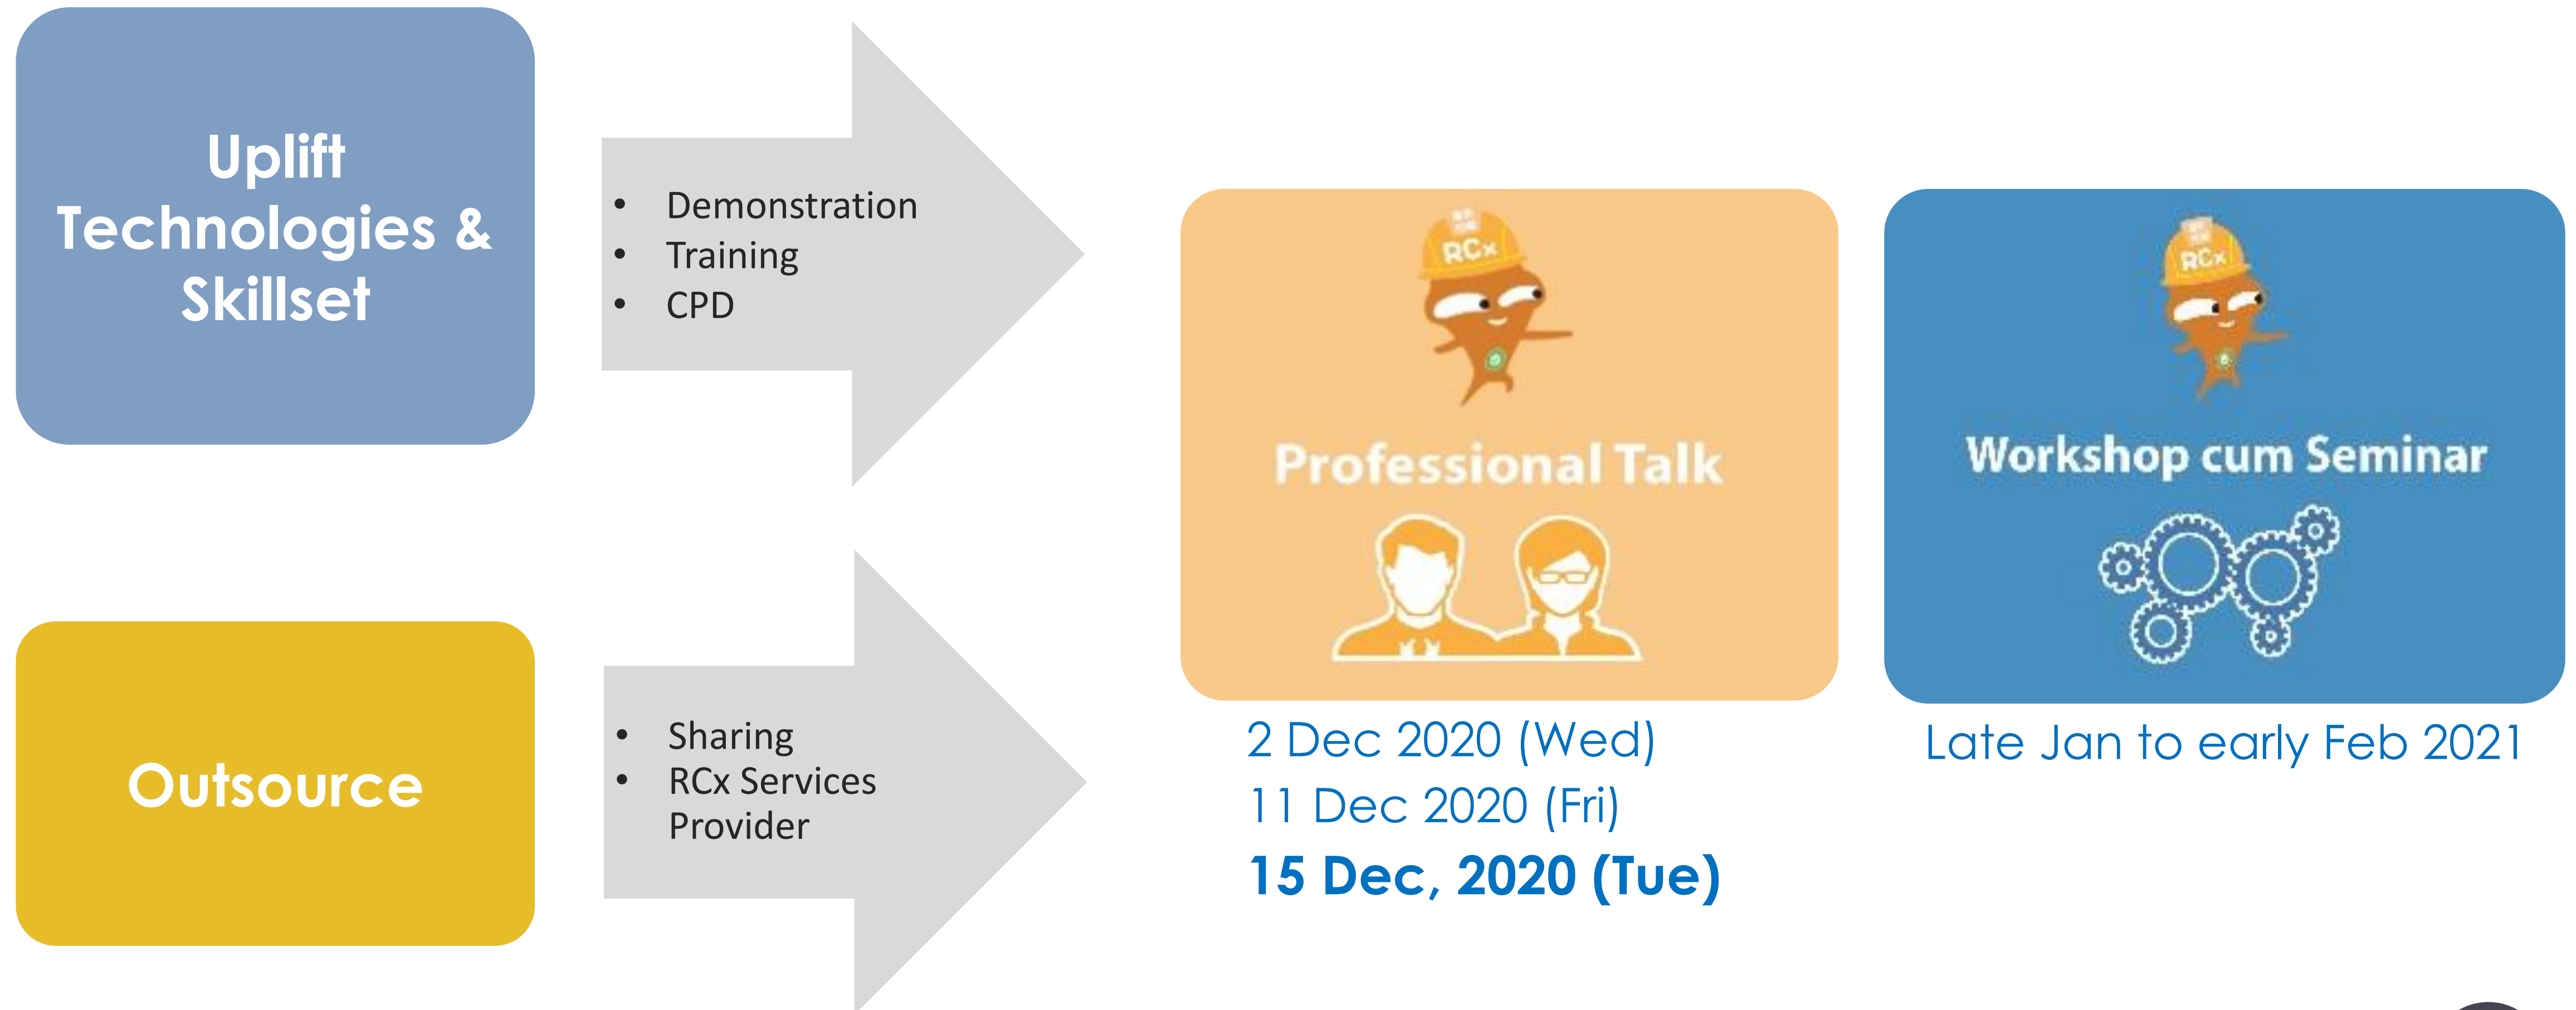 Uplift
Technologies &
Skillset
• Demonstration
• Training
• CPD
Outsource
• Sharing
• RCx Services
Provider
RCx
Professional Talk
2 Dec 2020 (Wed)
11 Dec 2020 (Fri)
15 Dec, 2020 (Tue)
RCx
Workshop cum Seminar
Late Jan to early Feb 2021